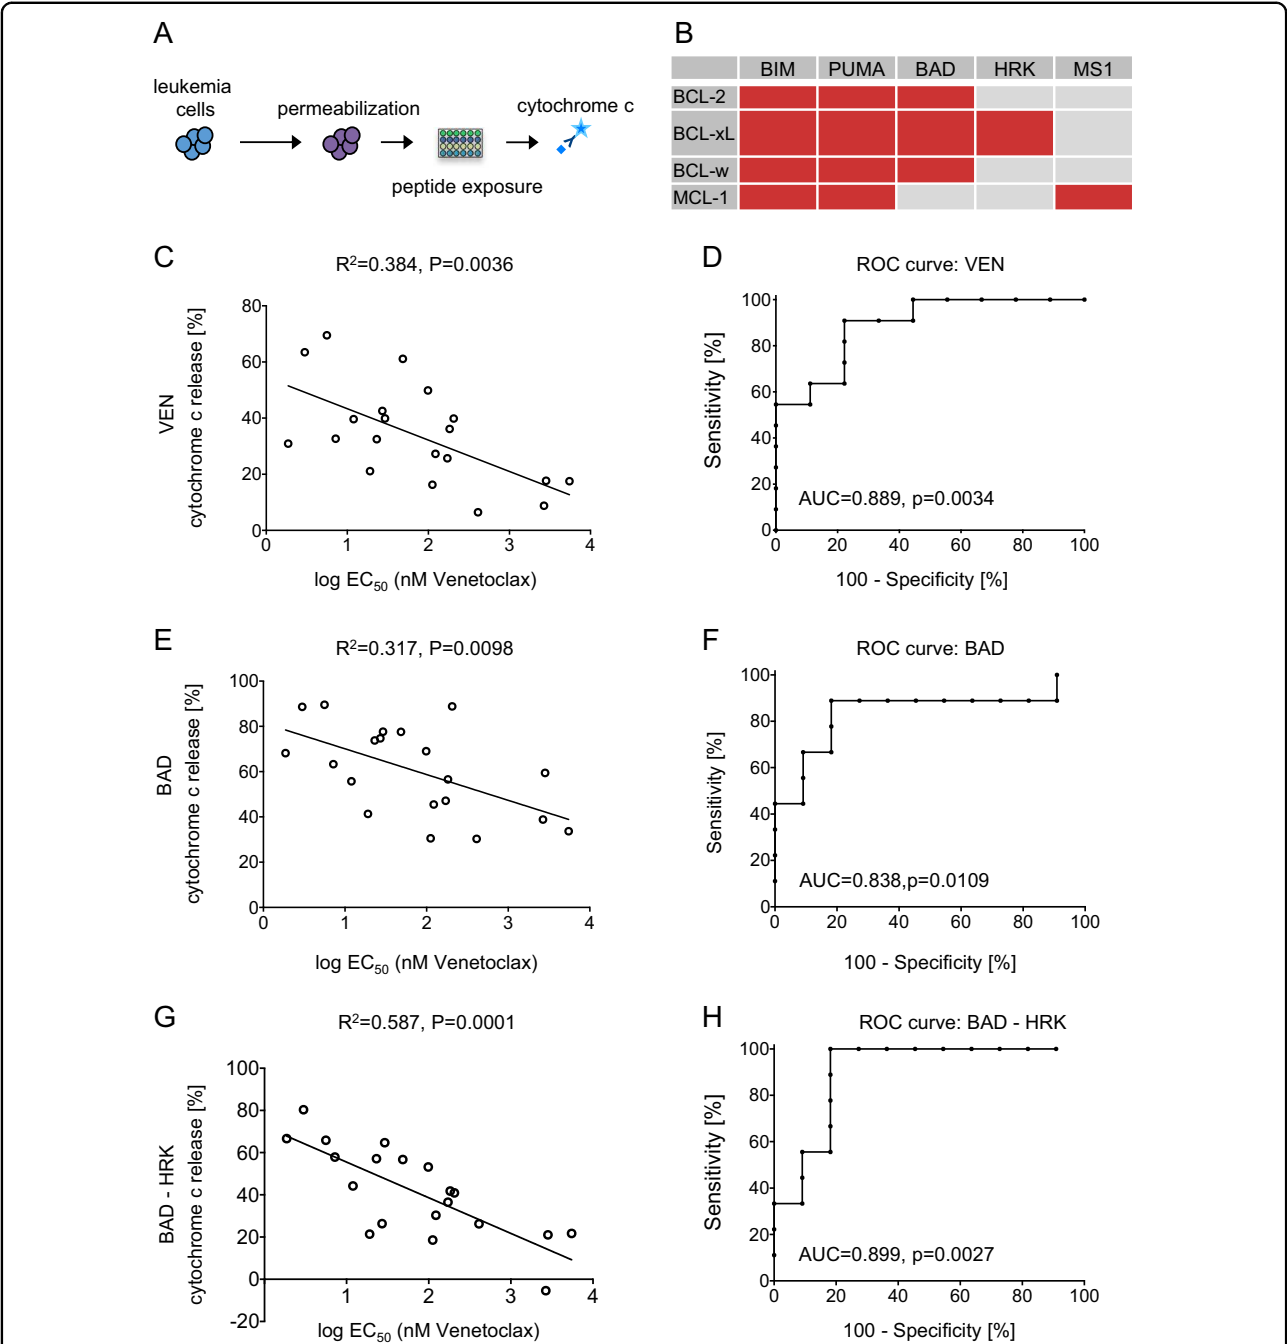 A
leukemia
cells
permeabilization
cytochrome c
peptide exposure
B
BIM PUMA BAD HRK MS1
BCL-2
BCL-xL
BCL-w
MCL-1
C
R²=0.384, P=0.0036
VEN
cytochrome c release [%]
80
60
40
20
0
0 1 2 3 4
log EC₅₀ (nM Venetoclax)
D
ROC curve: VEN
Sensitivity [%]
100
80
60
40
20
0
AUC=0.889, p=0.0034
0 20 40 60 80 100
100 - Specificity [%]
E
R²=0.317, P=0.0098
BAD
cytochrome c release [%]
100
80
60
40
20
0
0 1 2 3 4
log EC₅₀ (nM Venetoclax)
F
ROC curve: BAD
Sensitivity [%]
100
80
60
40
20
0
AUC=0.838,p=0.0109
0 20 40 60 80 100
100 - Specificity [%]
G
R²=0.587, P=0.0001
BAD - HRK
cytochrome c release [%]
100
80
60
40
20
0
-20
1 2 3 4
log EC₅₀ (nM Venetoclax)
H
ROC curve: BAD - HRK
Sensitivity [%]
100
80
60
40
20
0
AUC=0.899, p=0.0027
0 20 40 60 80 100
100 - Specificity [%]